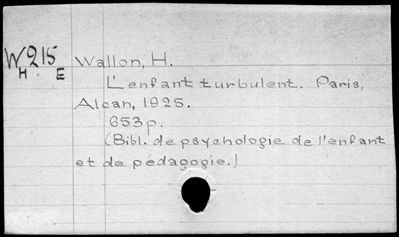 W215 Wallon, H.
H E
L'enfant turbulent. Paris,
Alcan, 1925.
653p.
(Bibl. de psychologie de l'enfant
et de pédagogie.)